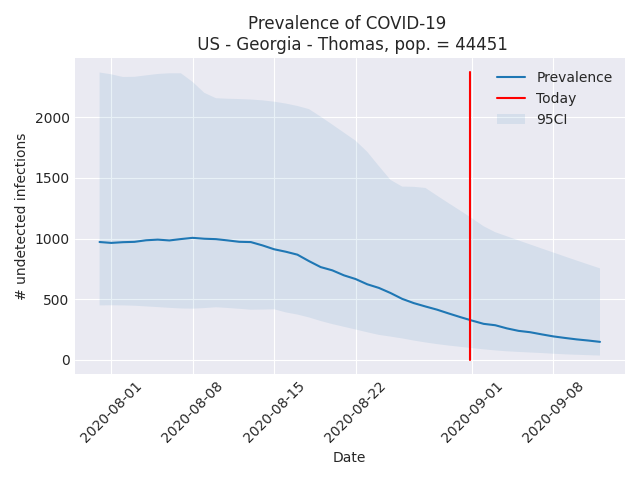 Prevalence of COVID-19
US - Georgia - Thomas, pop. = 44451
Prevalence
Today
95CI
2000
1500
1000
500
0
# undetected infections
2020-08-01
2020-08-08
2020-08-15
2020-08-22
2020-09-01
2020-09-08
Date